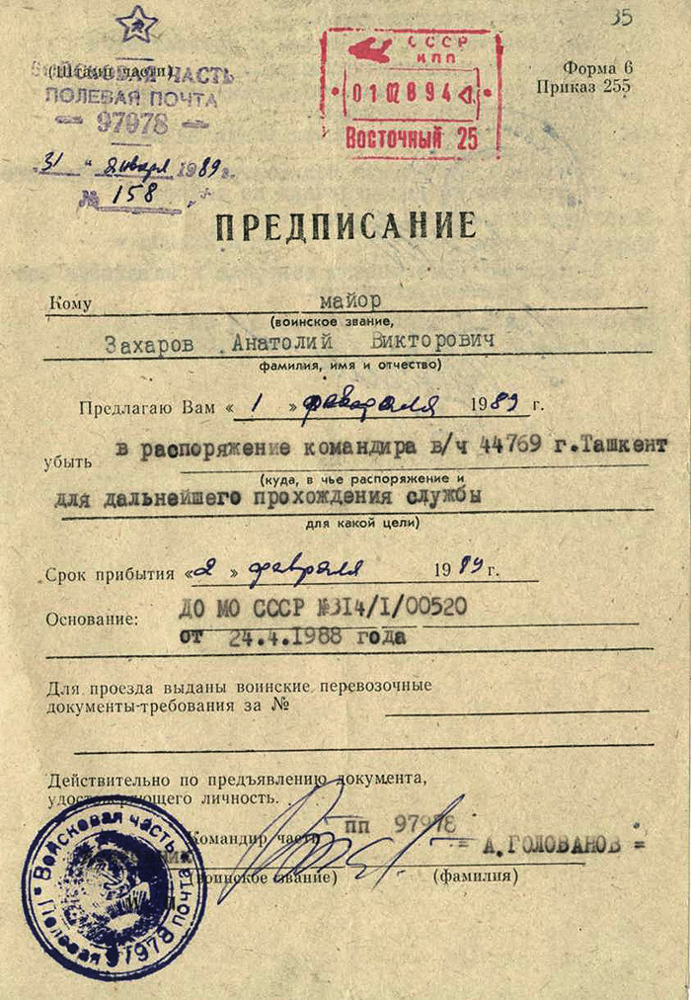 35
(Штамп части)
ВОЙСКОВАЯ ЧАСТЬ
ПОЛЕВАЯ ПОЧТА
— 97978 —
31 " января 1989 г.
№ 158
СССР
КПП
010289 4
Восточный 25
Форма 6
Приказ 255
ПРЕДПИСАНИЕ
Кому майор
(воинское звание,
Захаров Анатолий Викторович
фамилия, имя и отчество)
Предлагаю Вам « 1 » февраля 1989 г.
убыть в распоряжение командира в/ч 44769 г.Ташкент
(куда, в чье распоряжение и
для дальнейшего прохождения службы
для какой цели)
Срок прибытия «2 » февраля 1989 г.
Основание: ДО МО СССР №314/1/00520
от 24.4.1988 года
Для проезда выданы воинские перевозочные
документы-требования за №
Действительно по предъявлению документа,
удостоверяющего личность.
Командир части пп 97978
= А.ГОЛОВАНОВ =
(воинское звание) (фамилия)
Войсковая часть Полевая почта 97978